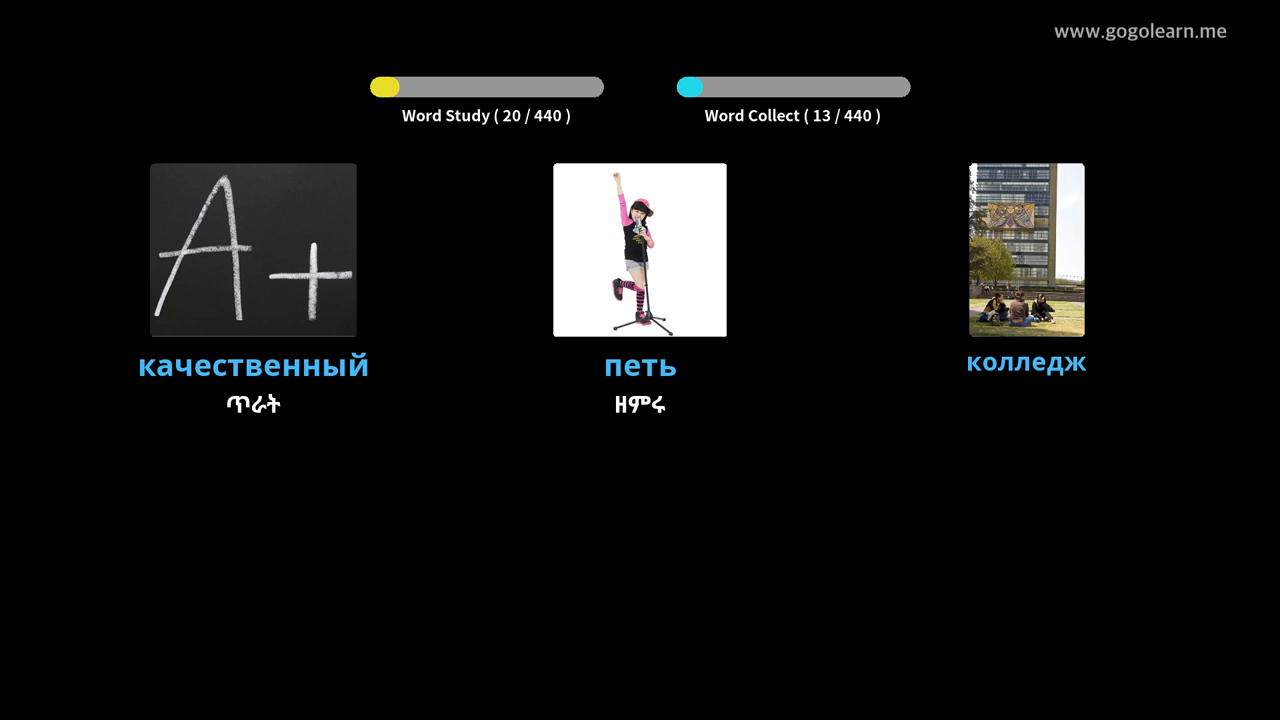 www.gogolearn.me
Word Study ( 20 / 440 )
Word Collect ( 13 / 440 )
A+
качественный
петь
колледж
ጥራት
ዘምሩ